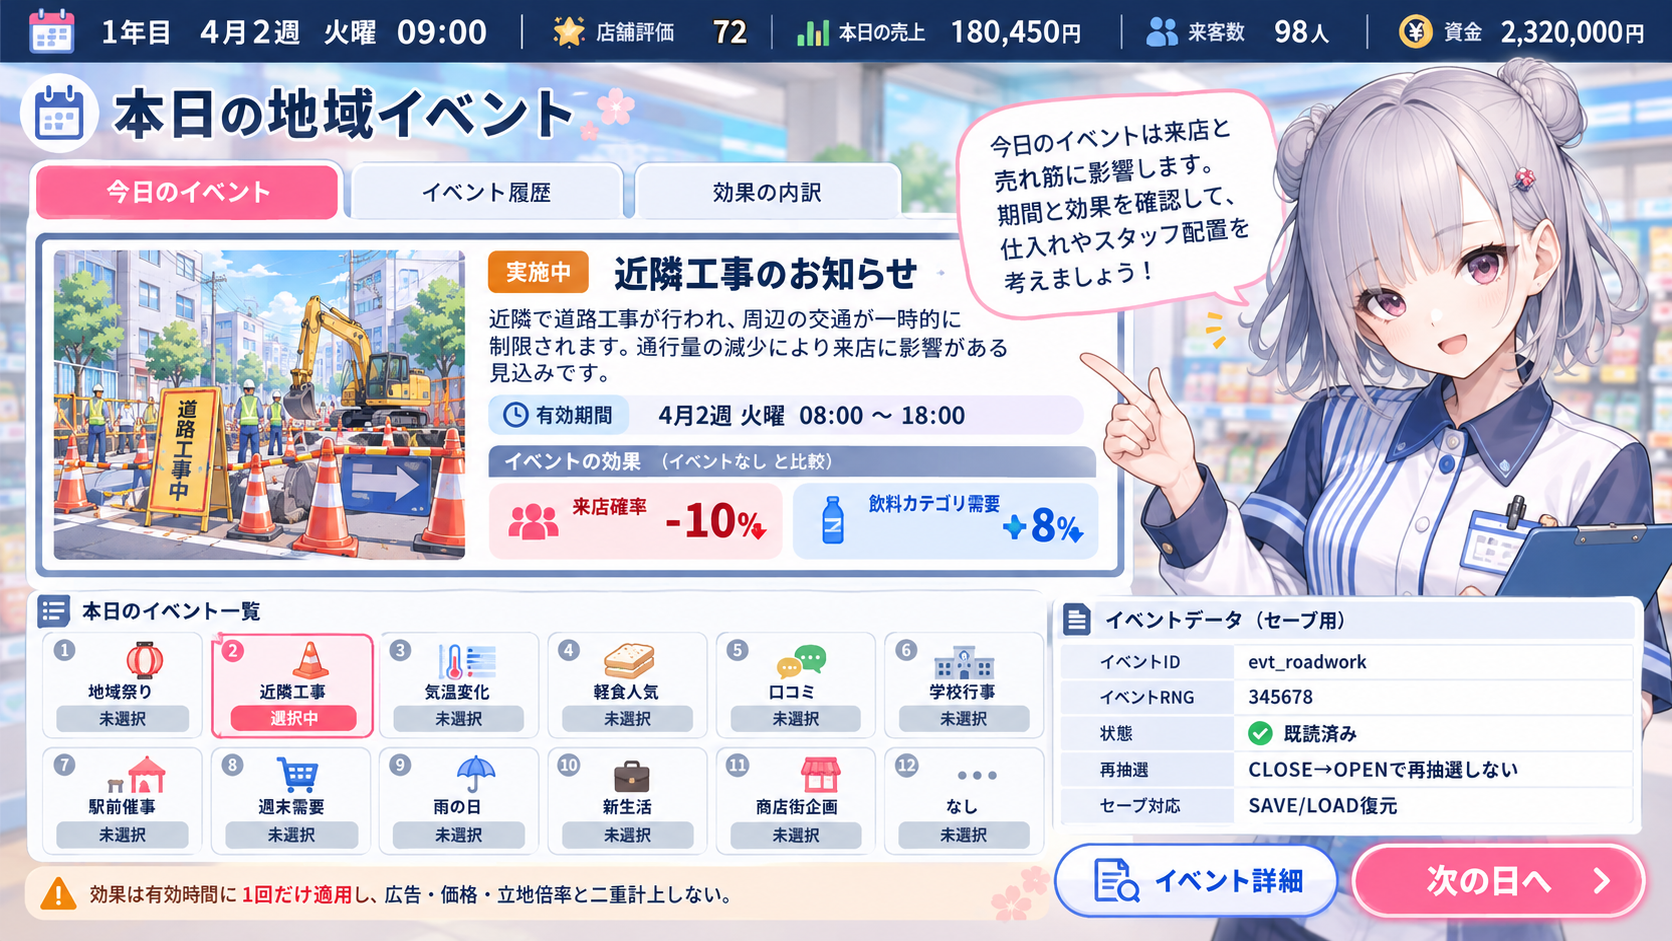 1年目 4月2週 火曜 09:00 店舗評価 72 本日の売上 180,450円 来客数 98人 資金 2,320,000円
本日の地域イベント
今日のイベント イベント履歴 効果の内訳
今日のイベントは来店と
売れ筋に影響します。
期間と効果を確認して、
仕入れやスタッフ配置を
考えましょう!
道路工事中
実施中 近隣工事のお知らせ
近隣で道路工事が行われ、周辺の交通が一時的に
制限されます。通行量の減少により来店に影響がある
見込みです。
有効期間 4月2週 火曜 08:00 ～ 18:00
イベントの効果 (イベントなし と比較)
来店確率 -10%
飲料カテゴリ需要 +8%
本日のイベント一覧
1 地域祭り 未選択
2 近隣工事 選択中
3 気温変化 未選択
4 軽食人気 未選択
5 口コミ 未選択
6 学校行事 未選択
7 駅前催事 未選択
8 週末需要 未選択
9 雨の日 未選択
10 新生活 未選択
11 商店街企画 未選択
12 なし 未選択
効果は有効時間に1回だけ適用し、広告・価格・立地倍率と二重計上しない。
イベントデータ (セーブ用)
イベントID evt_roadwork
イベントRNG 345678
状態 既読済み
再抽選 CLOSE→OPENで再抽選しない
セーブ対応 SAVE/LOAD復元
イベント詳細
次の日へ